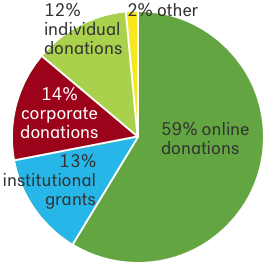 12%
individual
donations
2% other
14%
corporate
donations
59% online
donations
13%
institutional
grants